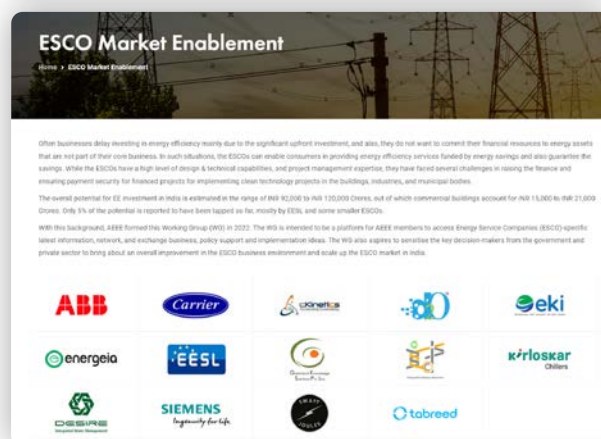 ESCO Market Enablement
Home > ESCO Market Enablement
Often businesses delay investing in energy efficiency mainly due to the significant upfront investment, and also, they do not want to commit their financial resources to energy assets
that are not part of their core business. In such situations, the ESCOs can enable consumers in providing energy efficiency services funded by energy savings and also guarantee the
savings. While the ESCOs have a high level of design & technical capabilities, and project management expertise, they have faced several challenges in raising the finance and
ensuring payment security for financed projects for implementing clean technology projects in the buildings, industries, and municipal bodies.
The overall potential for EE investment in India is estimated in the range of INR 90,000 to INR 120,000 Crores, out of which commercial buildings account for INR 15,000 to INR 21,000
Crores. Only 5% of the potential is reported to have been tapped so far, mostly by EESL and some smaller ESCOs.
With this background, AEEE formed this Working Group (WG) in 2022. The WG is intended to be a platform for AEEE members to access Energy Service Companies (ESCO)-specific
latest information, network, and exchange business, policy support and implementation ideas. The WG also aspires to sensitise the key decision-makers from the government and
private sector to bring about an overall improvement in the ESCO business environment and scale up the ESCO market in India.
ABB
Carrier
cKinetics
eki
energeia
EESL
kirloskar
Chillers
DESIRE
SIEMENS
Ingenuity for life
SMART
JOULES
tabreed